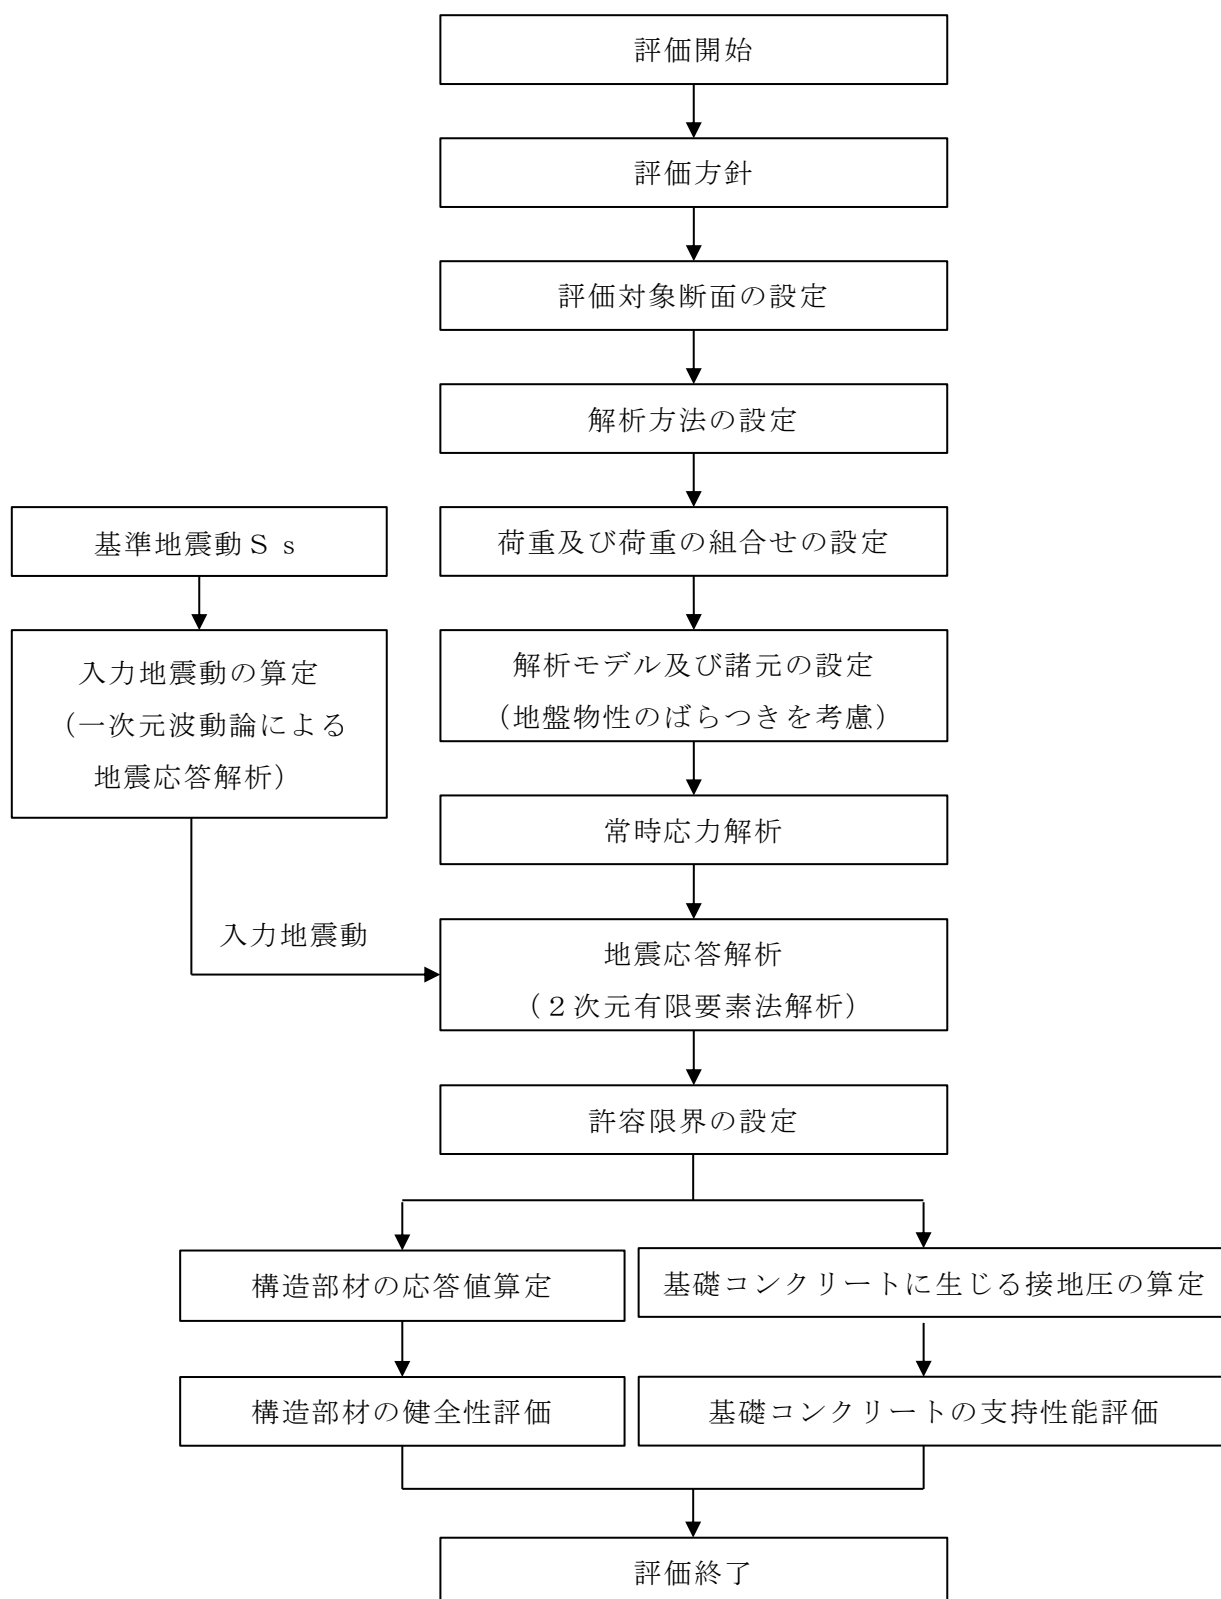 評価開始
評価方針
評価対象断面の設定
解析方法の設定
荷重及び荷重の組合せの設定
基準地震動Ｓｓ
解析モデル及び諸元の設定
（地盤物性のばらつきを考慮）
入力地震動の算定
（一次元波動論による
地震応答解析）
常時応力解析
入力地震動
地震応答解析
（２次元有限要素法解析）
許容限界の設定
構造部材の応答値算定
基礎コンクリートに生じる接地圧の算定
構造部材の健全性評価
基礎コンクリートの支持性能評価
評価終了